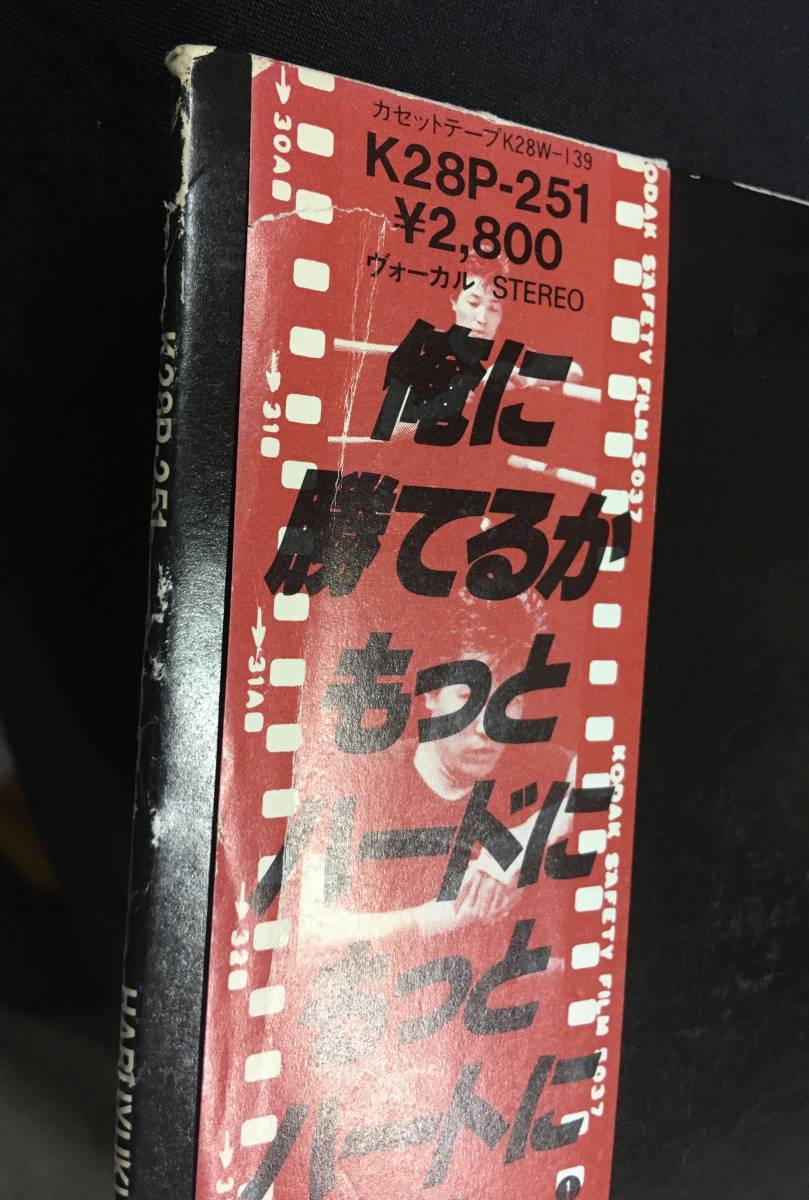 カセットテープK28W-139
K28P-251
¥2,800
ヴォーカル STEREO
俺に
勝てるか
もっと
ハードに
もっと
ハートに
→30A
→31
→31A
→32
KODAK SAFETY FILM 5037
KODAK SAFETY FILM 5037
K28P-251
HARUYUKI